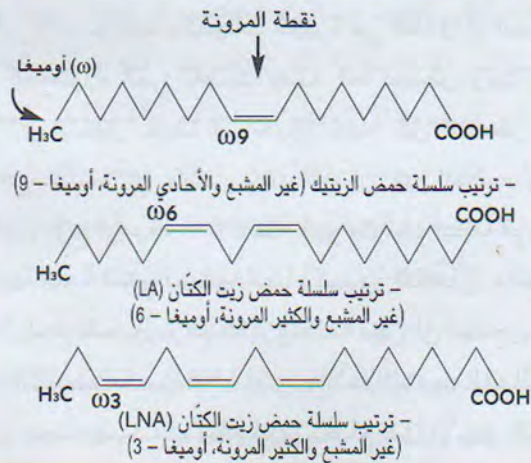 نقطة المرونة
أوميغا (ω)
H₃C
ω9
COOH
– ترتيب سلسلة حمض الزيتيك (غير المشبع والأحادي المرونة، أوميغا – 9)
ω6
COOH
H₃C
– ترتيب سلسلة حمض زيت الكتّان (LA)
(غير المشبع والكثير المرونة، أوميغا – 6)
H₃C
ω3
COOH
– ترتيب سلسلة حمض زيت الكتّان (LNA)
(غير المشبع والكثير المرونة، أوميغا – 3)